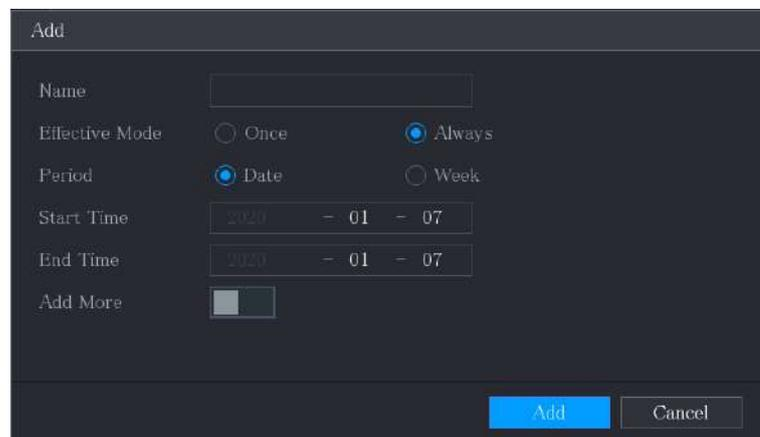 Add
Name
Effective Mode Once Always
Period Date Week
Start Time 2020 - 01 - 07
End Time 2020 - 01 - 07
Add More
Add Cancel